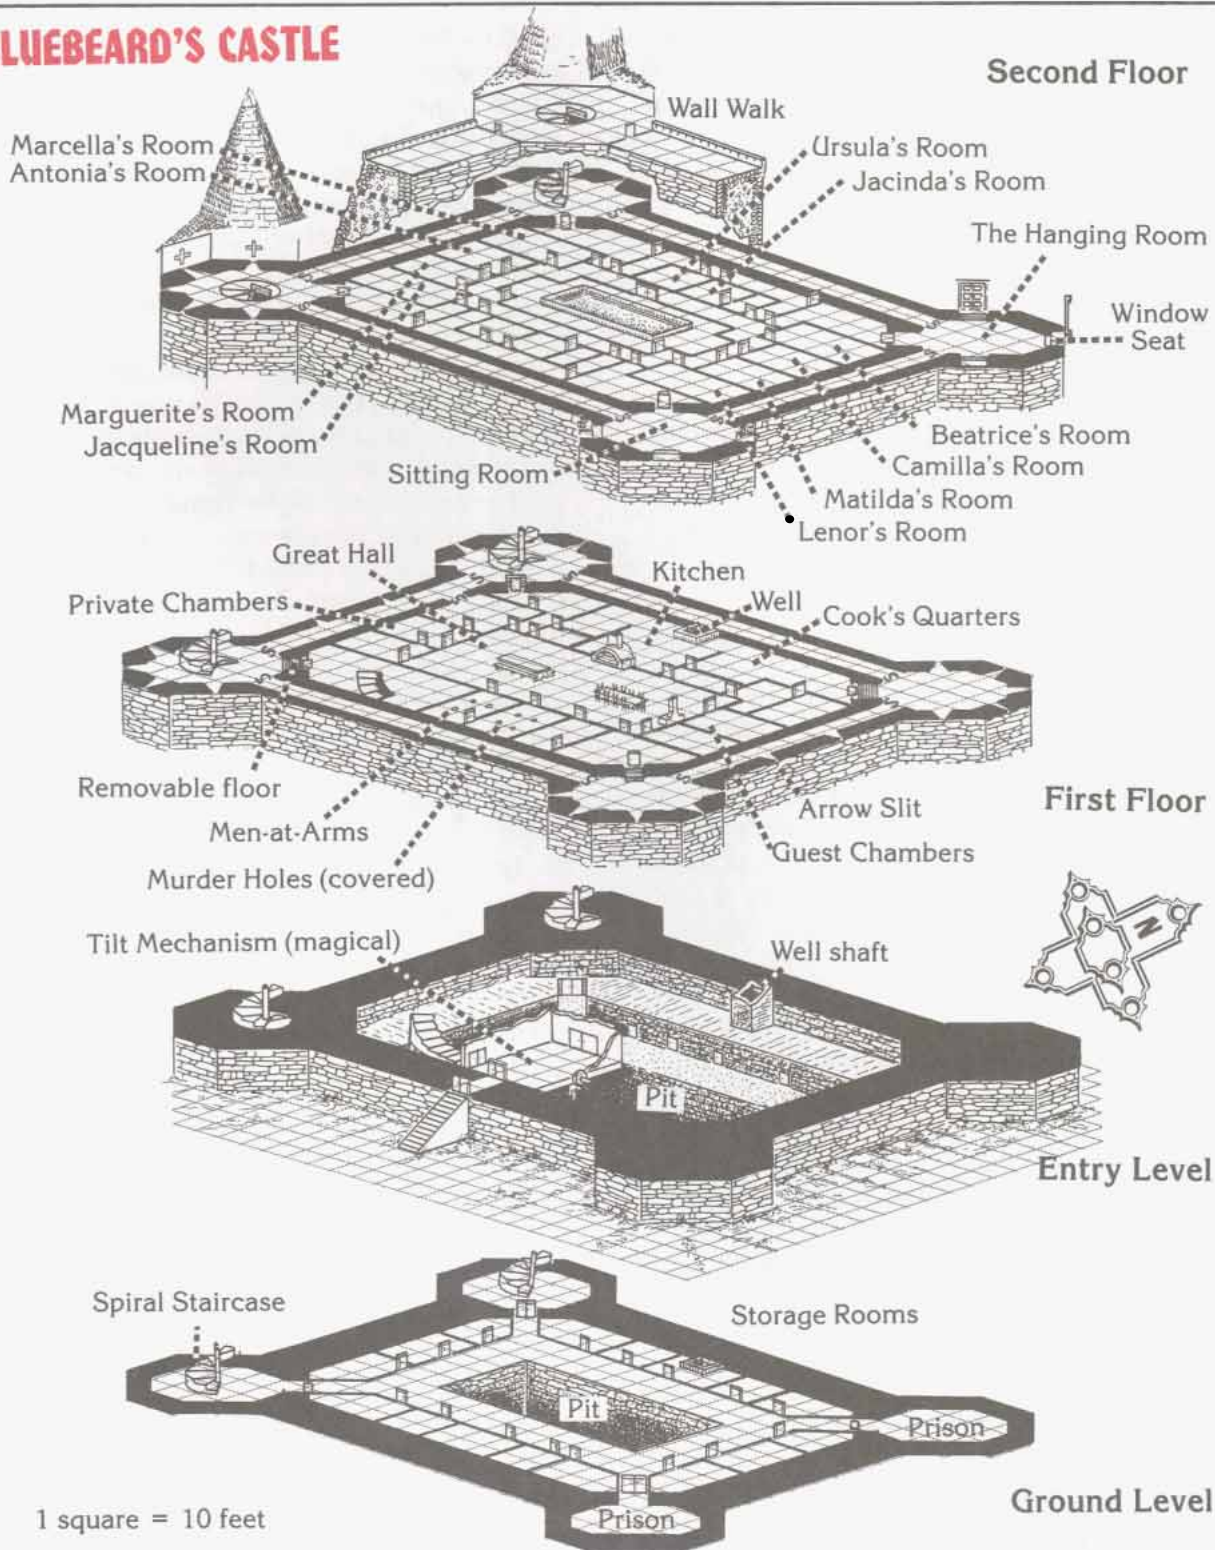 LUEBEARD'S CASTLE
Second Floor
Wall Walk
Marcella's Room
Antonia's Room
Ursula's Room
Jacinda's Room
The Hanging Room
Window
Seat
Marguerite's Room
Jacqueline's Room
Sitting Room
Beatrice's Room
Camilla's Room
Matilda's Room
Lenor's Room
Great Hall
Kitchen
Private Chambers
Well
Cook's Quarters
Removable floor
Men-at-Arms
Murder Holes (covered)
Arrow Slit
Guest Chambers
First Floor
Tilt Mechanism (magical)
Well shaft
N
Pit
Entry Level
Spiral Staircase
Storage Rooms
Pit
Prison
Prison
Ground Level
1 square = 10 feet